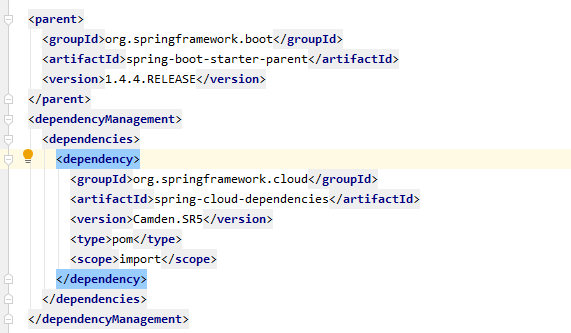 <parent>
<groupId>org.springframework.boot</groupId>
<artifactId>spring-boot-starter-parent</artifactId>
<version>1.4.4.RELEASE</version>
</parent>
<dependencyManagement>
<dependencies>
<dependency>
<groupId>org.springframework.cloud</groupId>
<artifactId>spring-cloud-dependencies</artifactId>
<version>Camden.SR5</version>
<type>pom</type>
<scope>import</scope>
</dependency>
</dependencies>
</dependencyManagement>